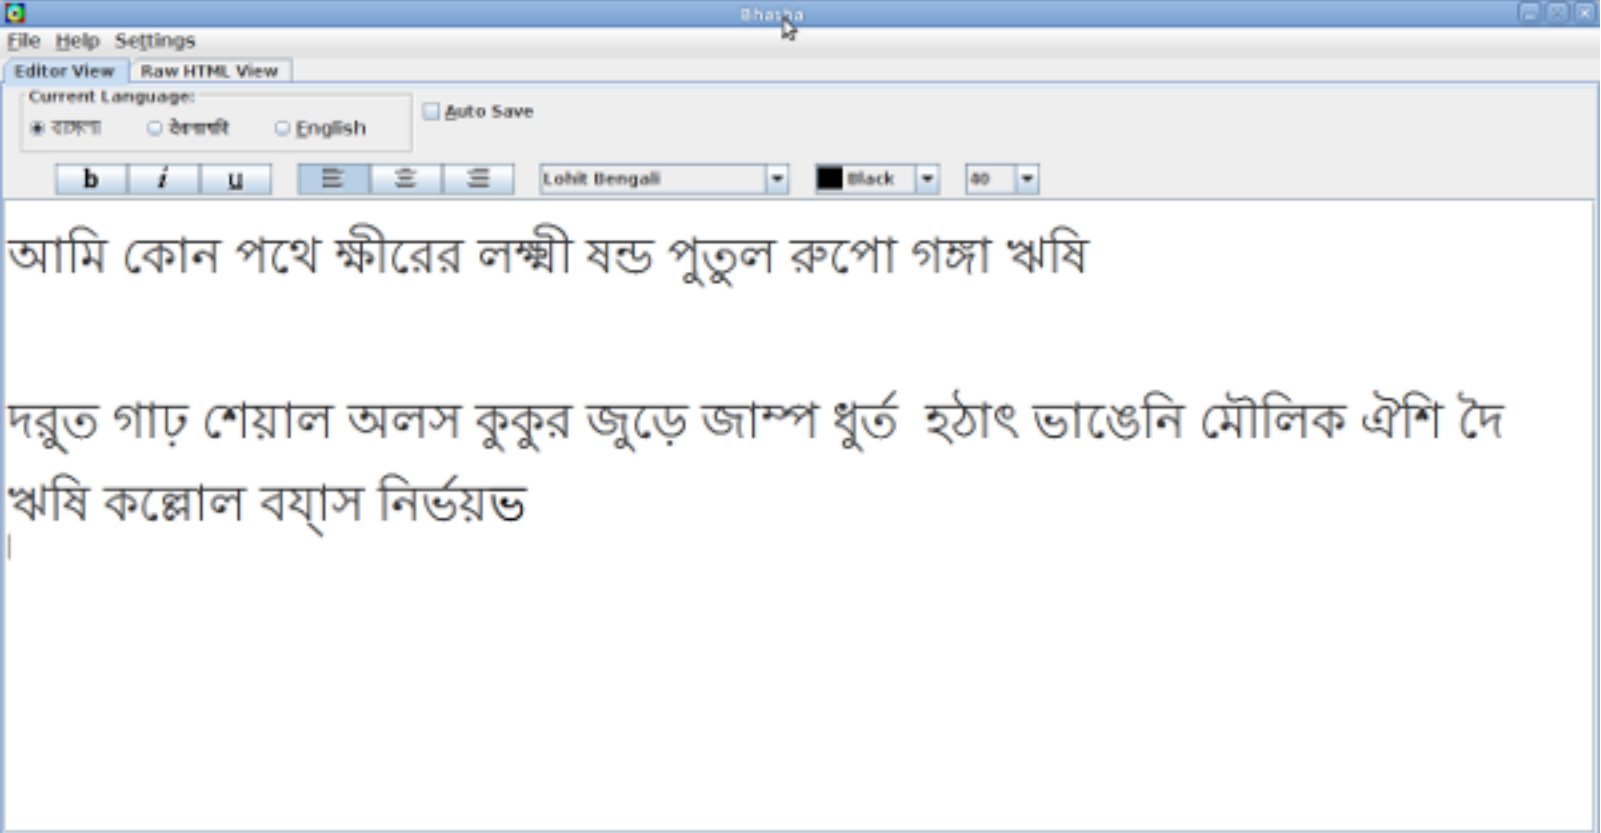 Bhasha
File Help Settings
Editor View Raw HTML View
Current Language:
বাঙ্গলা English
Auto Save
b i u Lohit Bengali Black 40
আমি কোন পথে ক্ষীরের লক্ষ্মী ষন্ড পুতুল রুপো গঙ্গা ঋষি
দরুত গাঢ় শেয়াল অলস কুকুর জুড়ে জাম্প ধুর্ত হঠাৎ ভাঙেনি মৌলিক ঐশি দৈ
ঋষি কল্লোল বয্াস নির্ভয়ভ